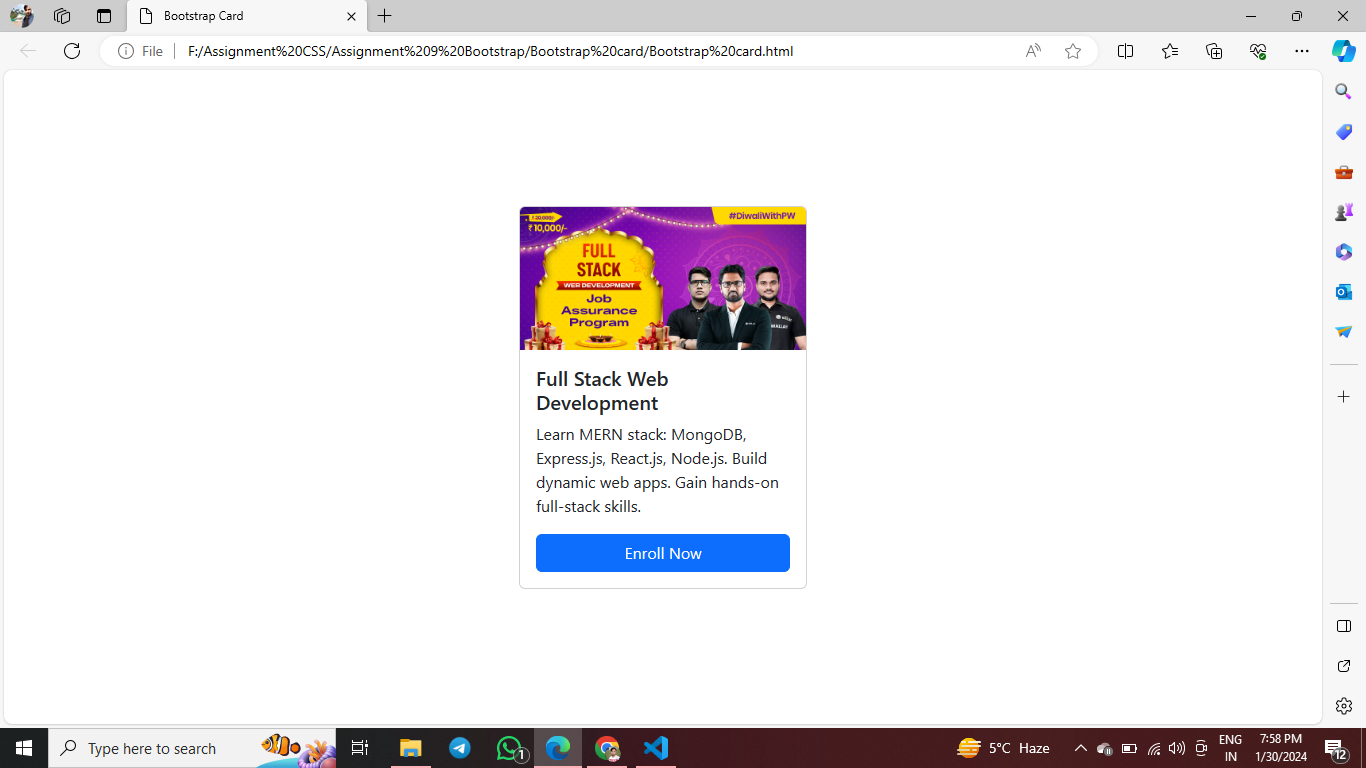 Bootstrap Card
File
F:/Assignment%20CSS/Assignment%209%20Bootstrap/Bootstrap%20card/Bootstrap%20card.html
#DiwaliWithPW
₹ 10,000/-
FULL
STACK
WEB DEVELOPMENT
Job
Assurance
Program
Full Stack Web
Development
Learn MERN stack: MongoDB,
Express.js, React.js, Node.js. Build
dynamic web apps. Gain hands-on
full-stack skills.
Enroll Now
Type here to search
1
5°C Haze
ENG
IN
7:58 PM
1/30/2024
12